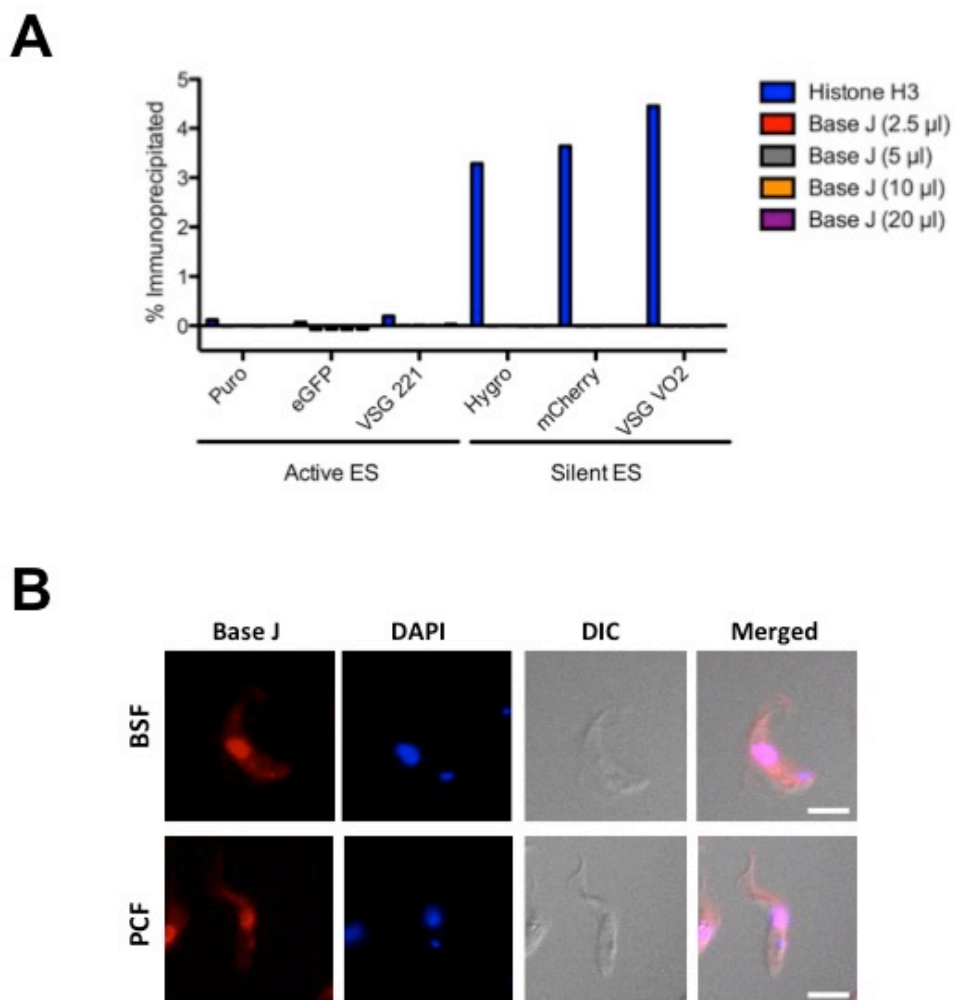 A
% Immunoprecipitated
5
4
3
2
1
0
Puro
eGFP
VSG 221
Hygro
mCherry
VSG VO2
Active ES
Silent ES
Histone H3
Base J (2.5 µl)
Base J (5 µl)
Base J (10 µl)
Base J (20 µl)
B
Base J DAPI DIC Merged
BSF
PCF